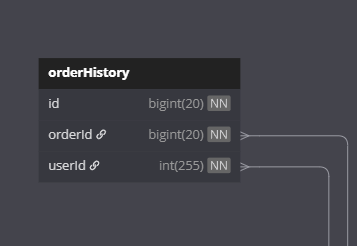 orderHistory
id bigint(20) NN
orderId bigint(20) NN
userId int(255) NN